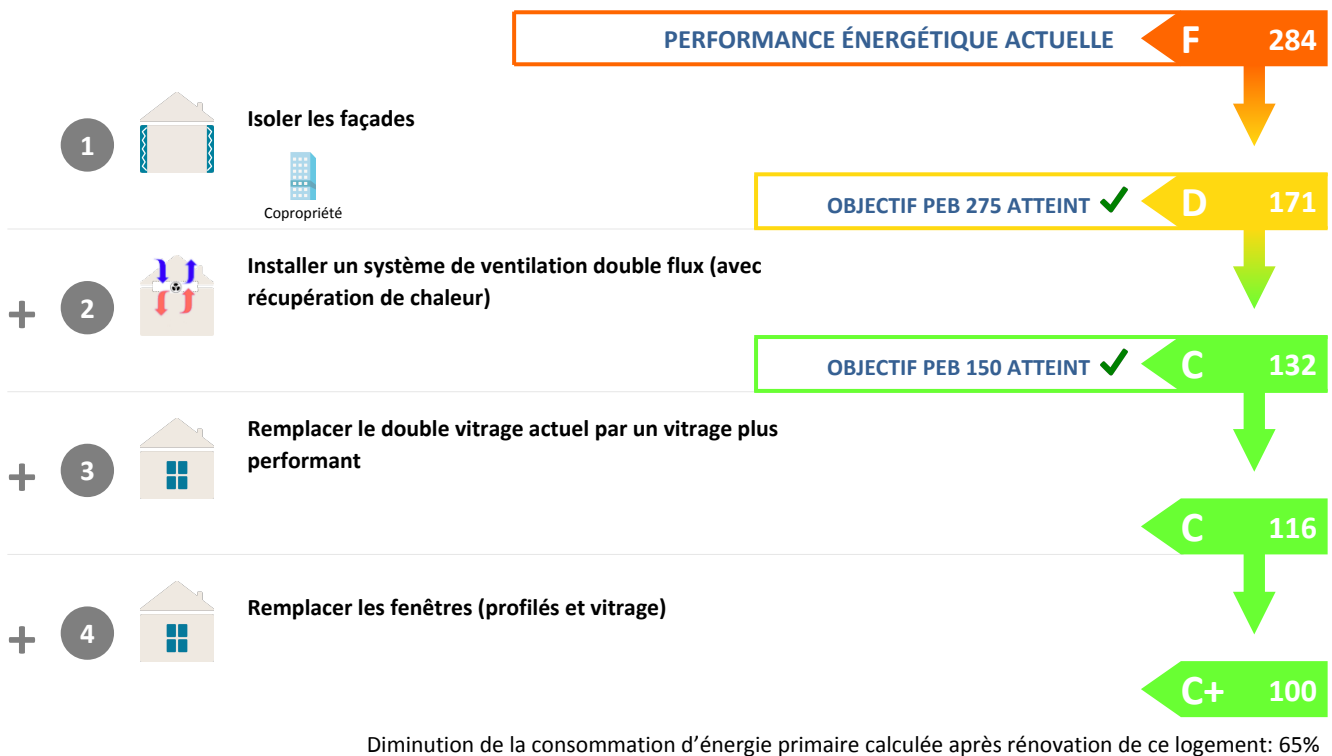 PERFORMANCE ÉNERGÉTIQUE ACTUELLE F 284
1 Isoler les façades
Copropriété
OBJECTIF PEB 275 ATTEINT ✔ D 171
+ 2 Installer un système de ventilation double flux (avec
récupération de chaleur)
OBJECTIF PEB 150 ATTEINT ✔ C 132
+ 3 Remplacer le double vitrage actuel par un vitrage plus
performant
C 116
+ 4 Remplacer les fenêtres (profilés et vitrage)
C+ 100
Diminution de la consommation d’énergie primaire calculée après rénovation de ce logement: 65%